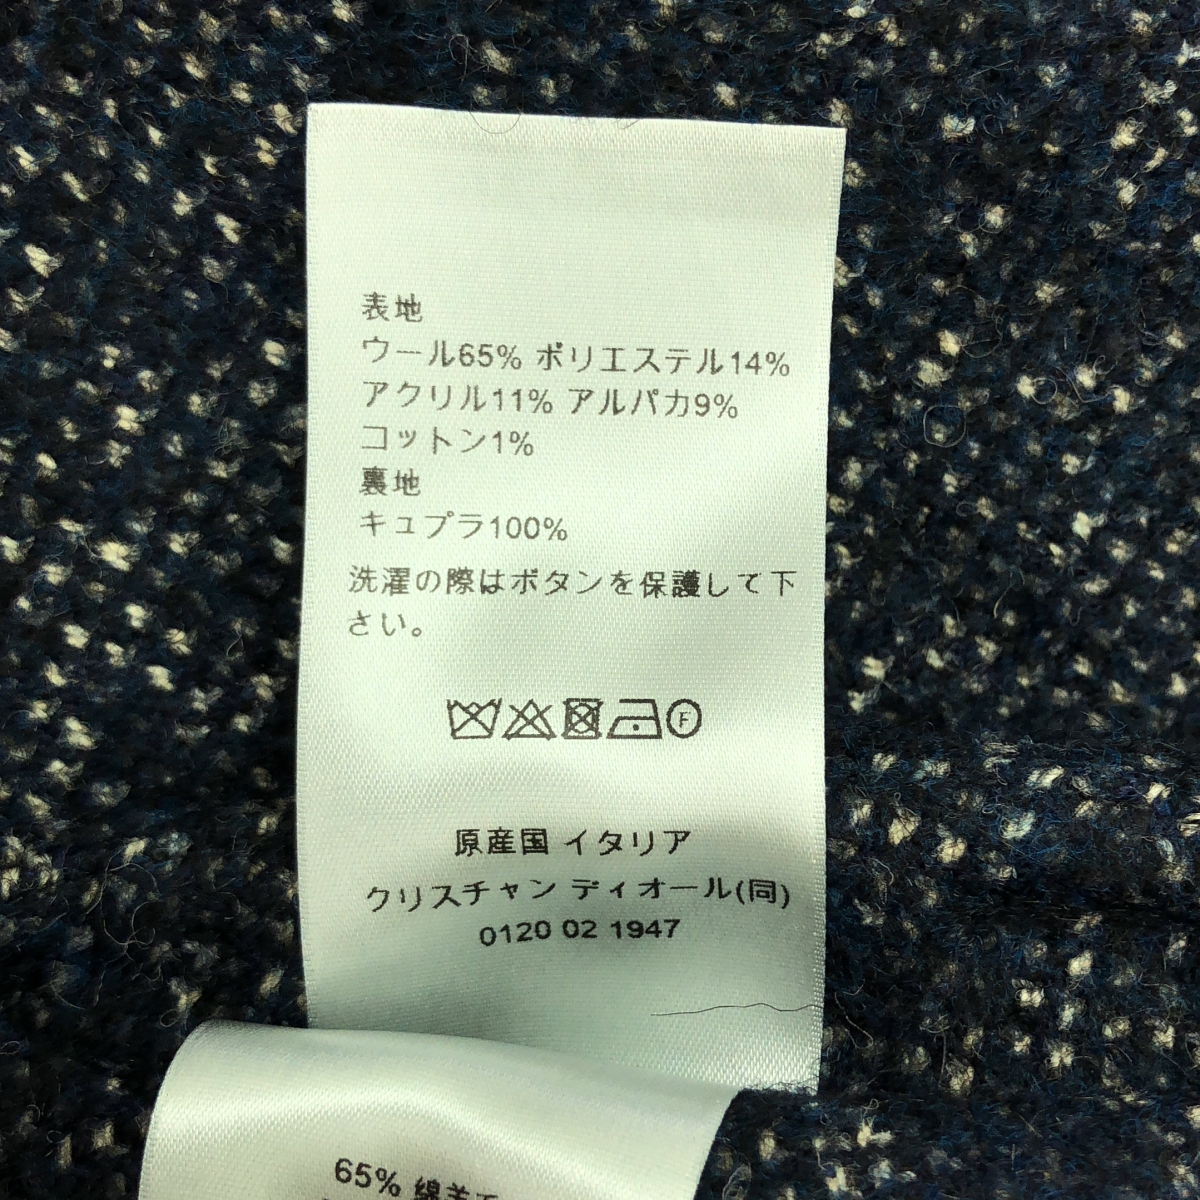 表地
ウール65% ポリエステル14%
アクリル11% アルパカ9%
コットン1%
裏地
キュプラ100%
洗濯の際はボタンを保護して下
さい。
F
原産国 イタリア
クリスチャン ディオール(同)
0120 02 1947
65% 綿羊毛